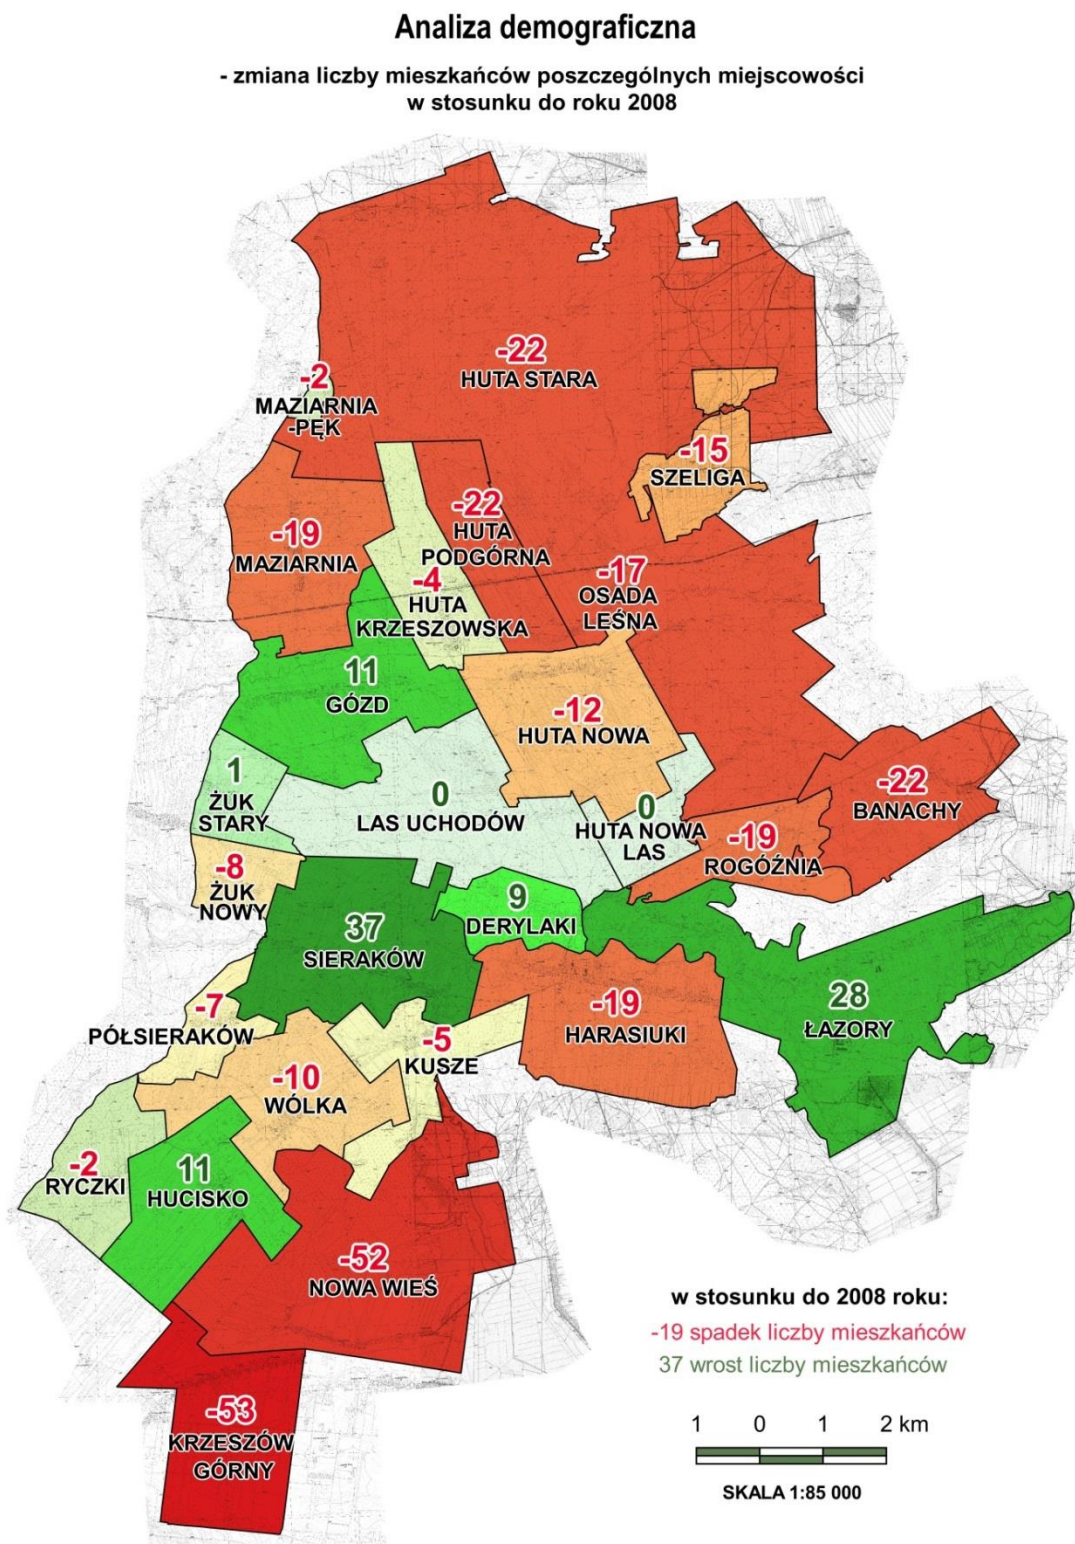 Analiza demograficzna
- zmiana liczby mieszkańców poszczególnych miejscowości
w stosunku do roku 2008
-22
HUTA STARA
-2
MAZIARNIA
-PĘK
-15
SZELIGA
-19
MAZIARNIA
-22
HUTA
PODGÓRNA
-4
HUTA
KRZESZOWSKA
-17
OSADA
LEŚNA
11
GÓZD
-12
HUTA NOWA
1
ŻUK
STARY
0
LAS UCHODÓW
0
HUTA NOWA
LAS
-22
BANACHY
-19
ROGÓŹNIA
-8
ŻUK
NOWY
37
SIERAKÓW
9
DERYLAKI
28
ŁAZORY
-7
PÓŁSIERAKÓW
-19
HARASIUKI
-5
KUSZE
-10
WÓLKA
-2
RYCZKI
11
HUCISKO
-52
NOWA WIEŚ
-53
KRZESZÓW
GÓRNY
w stosunku do 2008 roku:
-19 spadek liczby mieszkańców
37 wrost liczby mieszkańców
1 0 1 2 km
SKALA 1:85 000